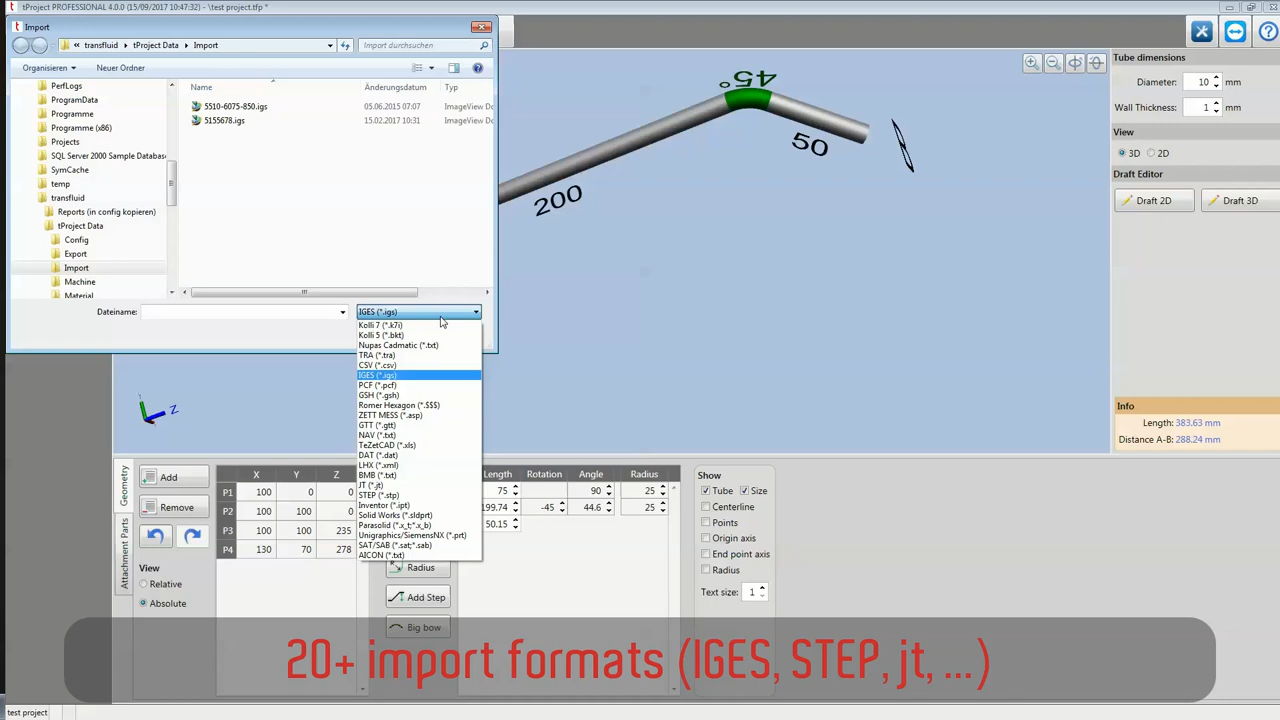 tProject PROFESSIONAL 4.0.0 (15/09/2017 10:47:32) - \test project.tfp *
Import
« transfluid ▸ tProject Data ▸ Import
Import durchsuchen
Organisieren
Neuer Ordner
PerfLogs
ProgramData
Programme
Programme (x86)
Projects
SQL Server 2000 Sample Database
SymCache
temp
transfluid
Reports (in config kopieren)
tProject Data
Config
Export
Import
Machine
Material
Name Änderungsdatum Typ
5510-6075-850.igs 05.06.2015 07:07 ImageView Do
5155678.igs 15.02.2017 10:31 ImageView Do
Dateiname:
IGES (*.igs)
Kolli 7 (*.k7i)
Kolli 5 (*.bkt)
Nupas Cadmatic (*.txt)
TRA (*.tra)
CSV (*.csv)
IGES (*.igs)
PCF (*.pcf)
GSH (*.gsh)
Romer Hexagon (*.$$$)
ZETT MESS (*.asp)
GTT (*.gtt)
NAV (*.txt)
TeZetCAD (*.xls)
DAT (*.dat)
LHX (*.xml)
BMB (*.txt)
JT (*.jt)
STEP (*.stp)
Inventor (*.ipt)
Solid Works (*.sldprt)
Parasolid (*.x_t;*.x_b)
Unigraphics/SiemensNX (*.prt)
SAT/SAB (*.sat;*.sab)
AICON (*.txt)
45°
50
200
Z
Tube dimensions
Diameter: 10 mm
Wall Thickness: 1 mm
View
3D 2D
Draft Editor
Draft 2D Draft 3D
Info
Length: 383.63 mm
Distance A-B: 288.24 mm
Geometry
Attachment Parts
Add
Remove
View
Relative
Absolute
X Y Z
P1 100 0 0
P2 100 100 0
P3 100 100 235
P4 130 70 278
Radius
Add Step
Big bow
Length Rotation Angle Radius
75 90 25
199.74 -45 44.6 25
50.15
Show
Tube Size
Centerline
Points
Origin axis
End point axis
Radius
Text size: 1
20+ import formats (IGES, STEP, jt, ...)
test project